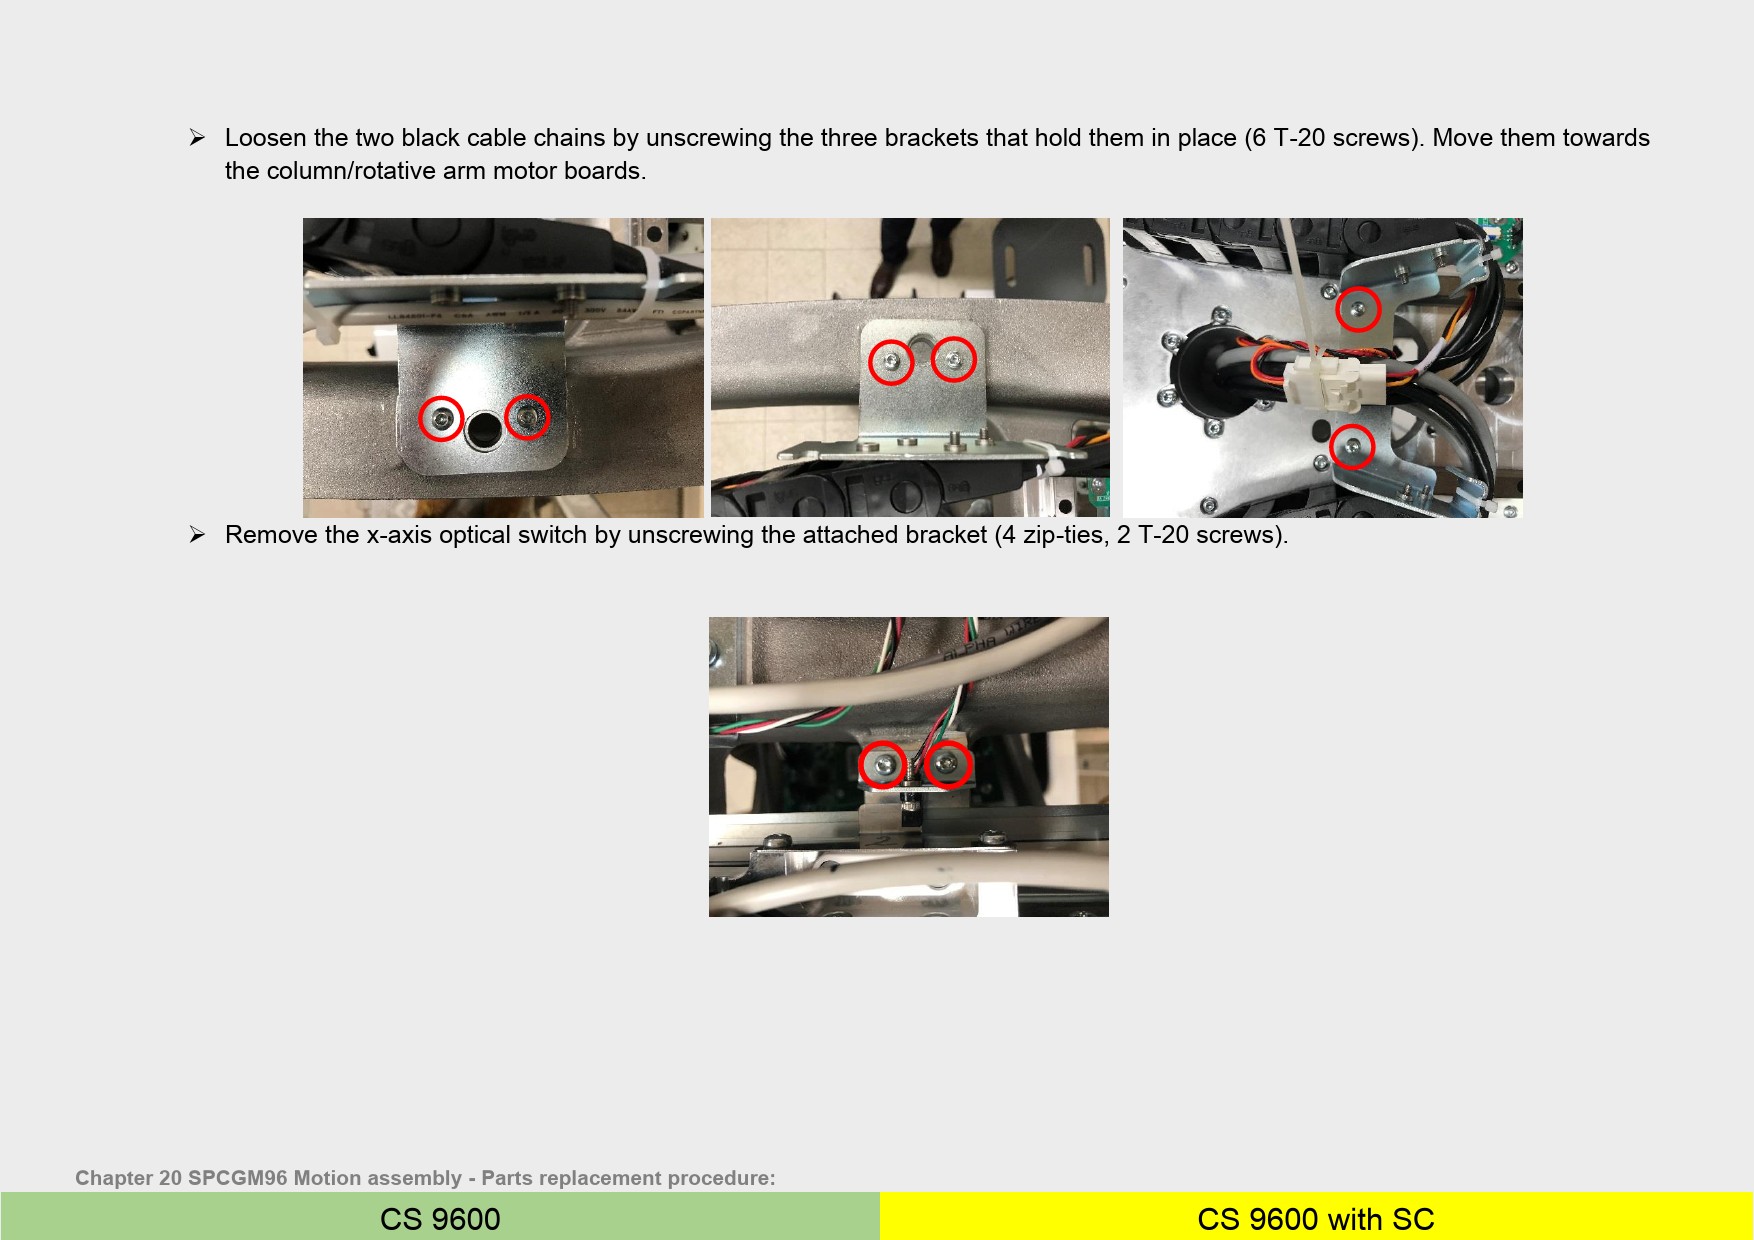 ➢ Loosen the two black cable chains by unscrewing the three brackets that hold them in place (6 T-20 screws). Move them towards
the column/rotative arm motor boards.
➢ Remove the x-axis optical switch by unscrewing the attached bracket (4 zip-ties, 2 T-20 screws).
ALPHA WIRE
Chapter 20 SPCGM96 Motion assembly - Parts replacement procedure:
CS 9600
CS 9600 with SC